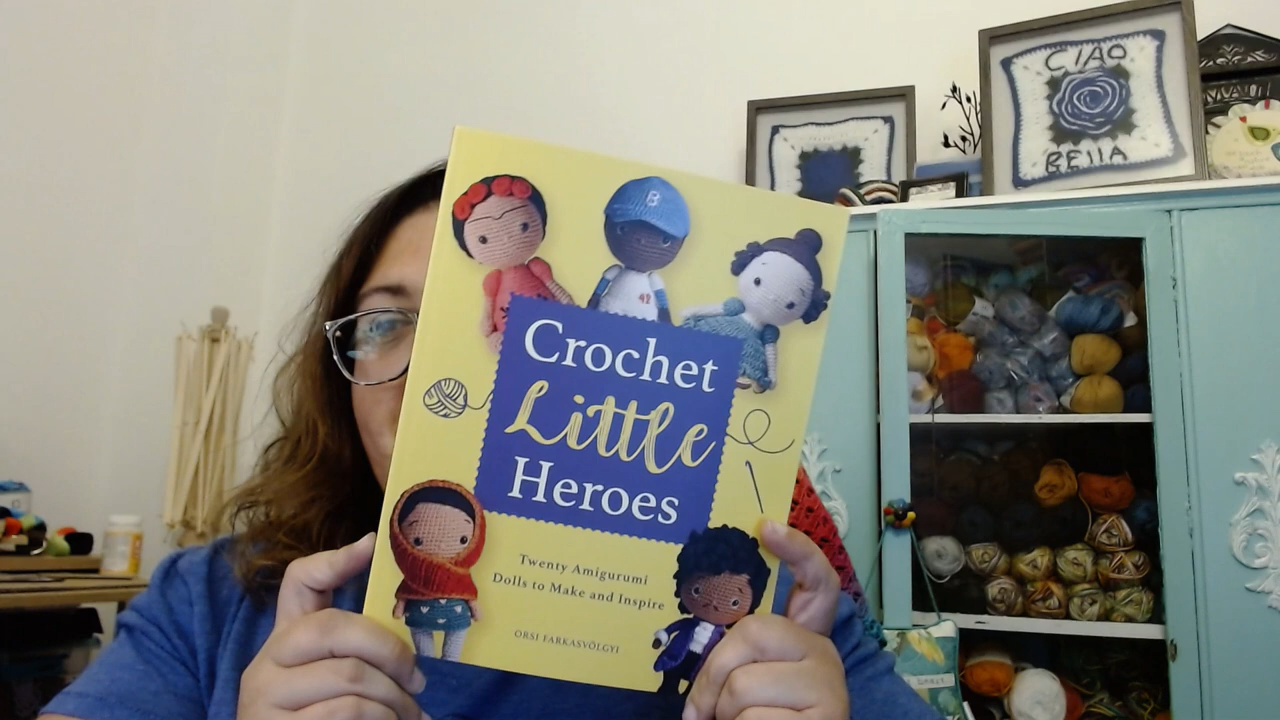 CIAO
BELLA
B
42
Crochet
Little
Heroes
Twenty Amigurumi
Dolls to Make and Inspire
ORSI FARKASVÖLGYI